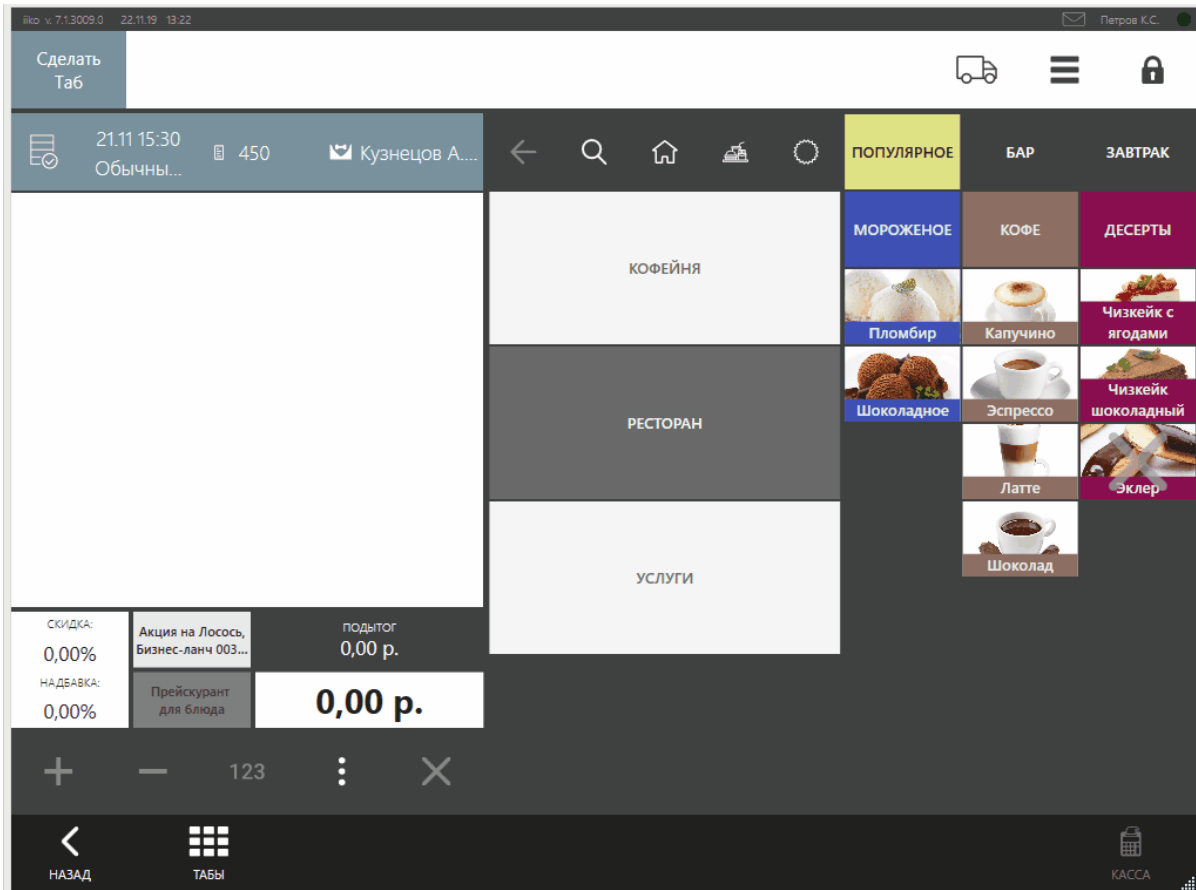 iiko v. 7.1.3009.0 22.11.19 13:22
Петров К.С.
Сделать
Таб
21.11 15:30
Обычны...
450
Кузнецов А....
ПОПУЛЯРНОЕ
БАР
ЗАВТРАК
МОРОЖЕНОЕ
КОФЕ
ДЕСЕРТЫ
КОФЕЙНЯ
Пломбир
Капучино
Чизкейк с
ягодами
РЕСТОРАН
Шоколадное
Эспрессо
Чизкейк
шоколадный
Латте
Эклер
УСЛУГИ
Шоколад
СКИДКА:
0,00%
НАДБАВКА:
0,00%
Акция на Лосось,
Бизнес-ланч 003...
Прейскурант
для блюда
ПОДЫТОГ
0,00 р.
0,00 р.
123
НАЗАД
ТАБЫ
КАССА